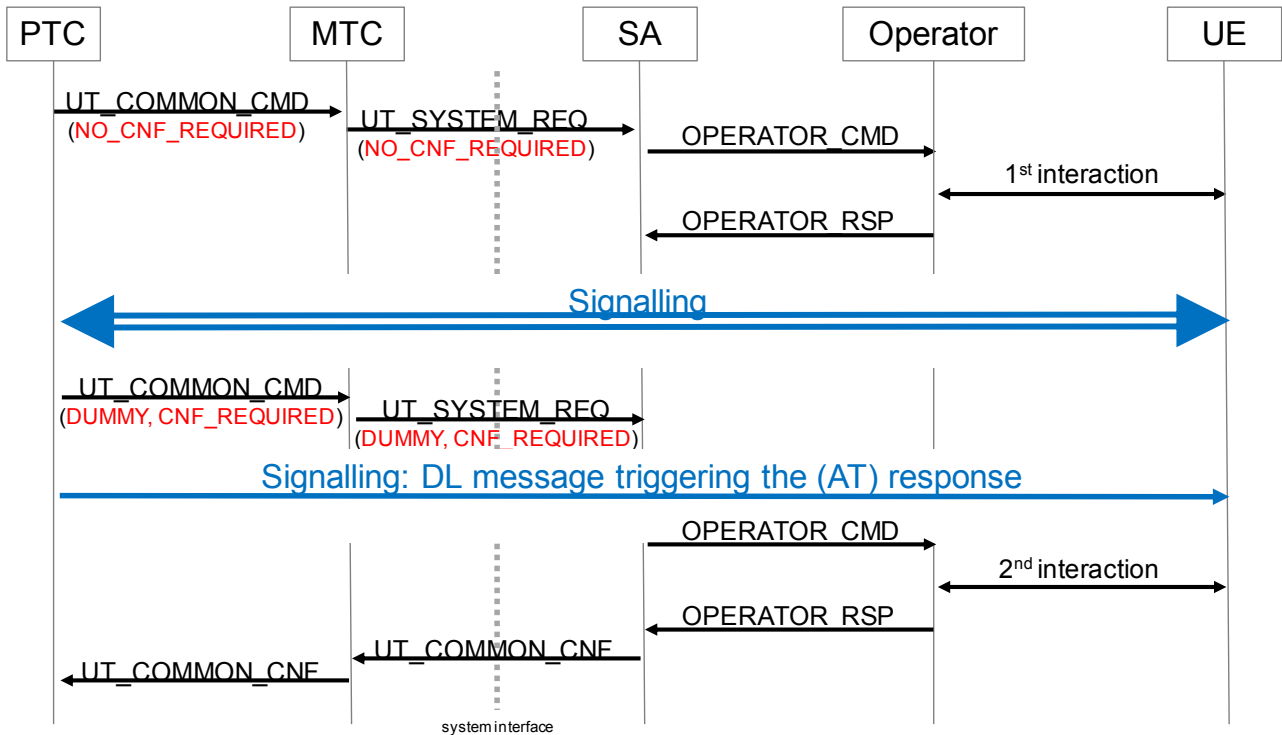 PTC MTC SA Operator UE
UT_COMMON_CMD
(NO_CNF_REQUIRED)
UT_SYSTEM_REQ
(NO_CNF_REQUIRED)
OPERATOR_CMD
1st interaction
OPERATOR_RSP
Signalling
UT_COMMON_CMD
(DUMMY, CNF_REQUIRED)
UT_SYSTEM_REQ
(DUMMY, CNF_REQUIRED)
Signalling: DL message triggering the (AT) response
OPERATOR_CMD
2nd interaction
OPERATOR_RSP
UT_COMMON_CNF
UT_COMMON_CNF
system interface